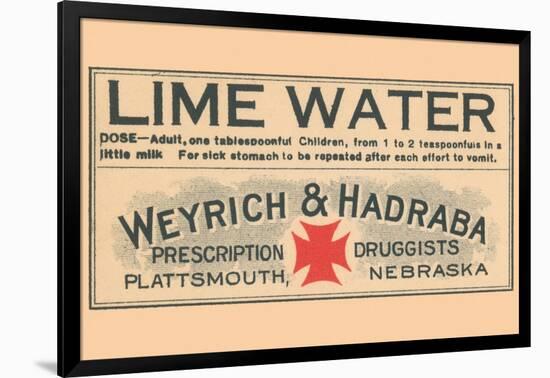 LIME WATER
DOSE—Adult, one tablespoonful Children, from 1 to 2 teaspoonfuls in a
little milk For sick stomach to be repeated after each effort to vomit.
WEYRICH & HADRABA
PRESCRIPTION DRUGGISTS
PLATTSMOUTH, NEBRASKA